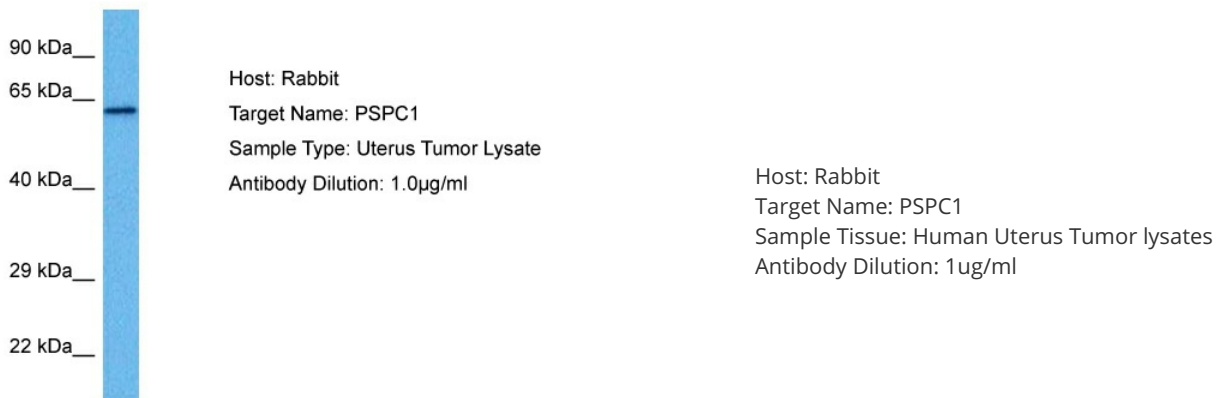 90 kDa__
65 kDa__
40 kDa__
29 kDa__
22 kDa__
Host: Rabbit
Target Name: PSPC1
Sample Type: Uterus Tumor Lysate
Antibody Dilution: 1.0µg/ml
Host: Rabbit
Target Name: PSPC1
Sample Tissue: Human Uterus Tumor lysates
Antibody Dilution: 1ug/ml